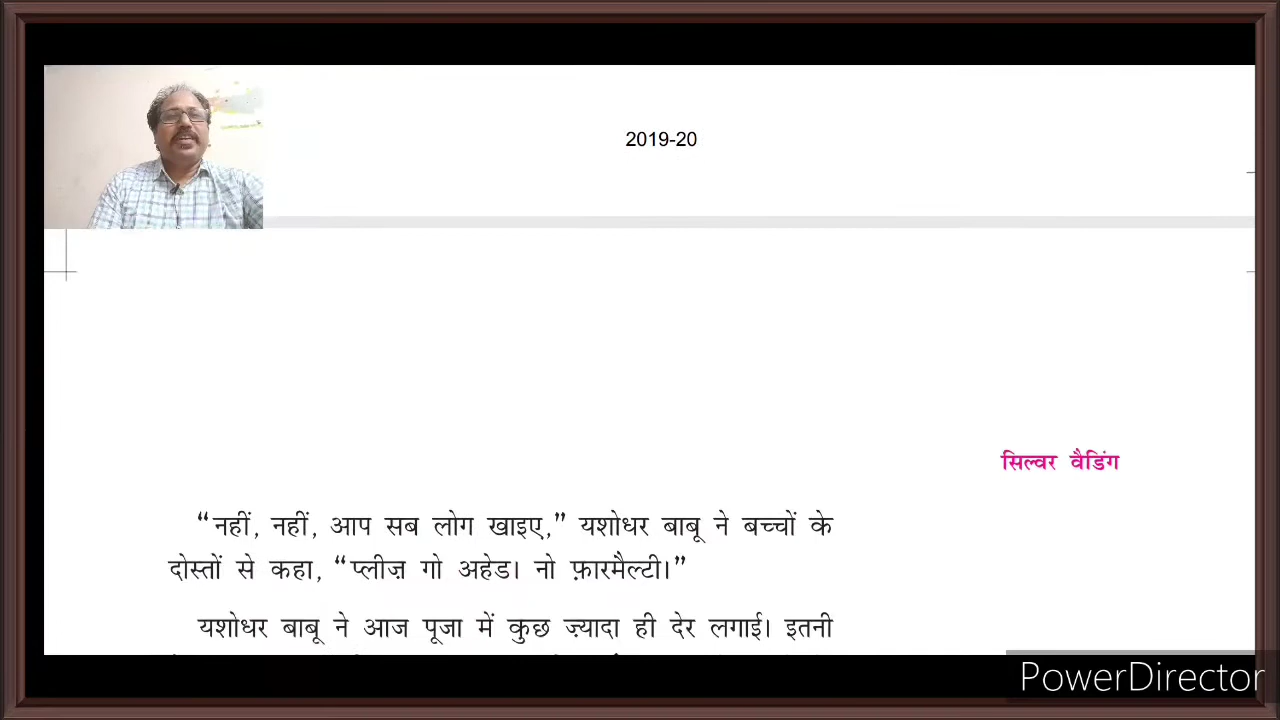 2019-20
सिल्वर वैडिंग
“नहीं, नहीं, आप सब लोग खाइए,” यशोधर बाबू ने बच्चों के
दोस्तों से कहा, “प्लीज़ गो अहेड। नो फ़ारमैल्टी।”
यशोधर बाबू ने आज पूजा में कुछ ज़्यादा ही देर लगाई। इतनी
PowerDirector